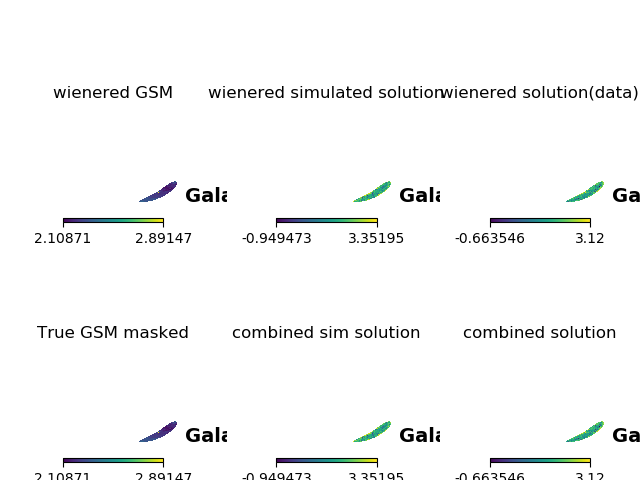 wienered GSM wienered simulated solution wienered solution(data)
Gala Gala Ga
2.10871 2.89147 -0.949473 3.35195 -0.663546 3.12
True GSM masked combined sim solution combined solution
Gala Gala Ga
2.10871 2.89147 -0.949473 3.35195 -0.663546 3.12